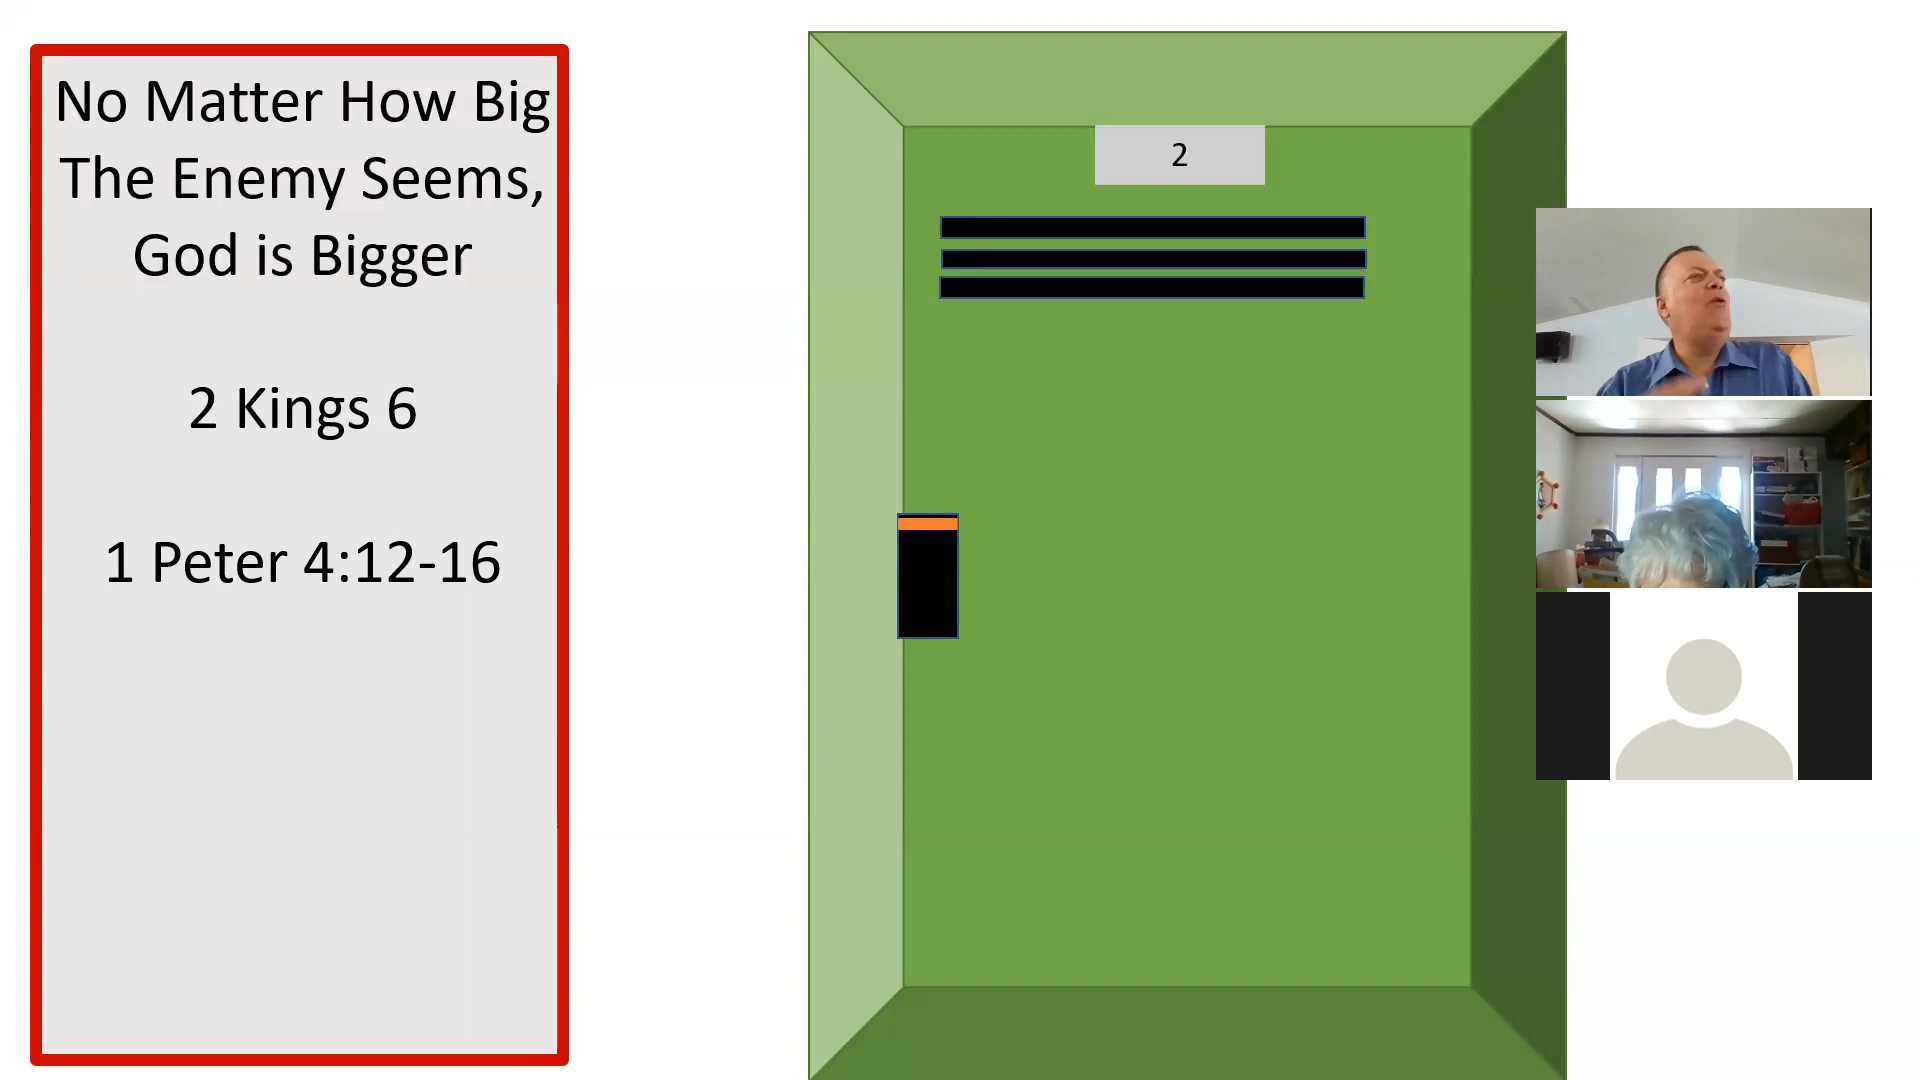 No Matter How Big
The Enemy Seems,
God is Bigger
2 Kings 6
1 Peter 4:12-16
2